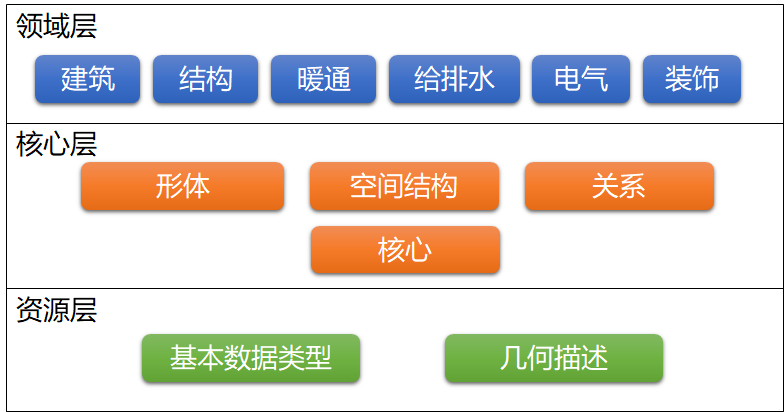 领域层
建筑 结构 暖通 给排水 电气 装饰
核心层
形体 空间结构 关系
核心
资源层
基本数据类型 几何描述